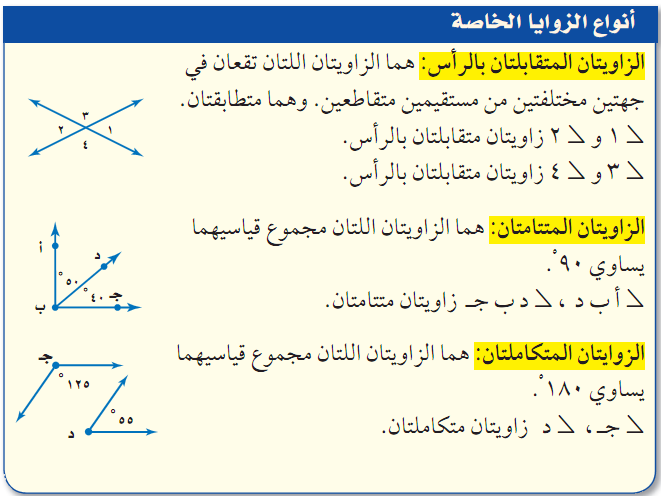 أنواع الزوايا الخاصة
الزاويتان المتقابلتان بالرأس: هما الزاويتان اللتان تقعان في
جهتين مختلفتين من مستقيمين متقاطعين. وهما متطابقتان.
∠ ١ و ∠ ٢ زاويتان متقابلتان بالرأس.
∠ ٣ و ∠ ٤ زاويتان متقابلتان بالرأس.
٣
١
٢
٤
الزاويتان المتتامتان: هما الزاويتان اللتان مجموع قياسيهما
يساوي ٩٠°.
∠ أ ب د ، ∠ د ب جـ زاويتان متتامتان.
أ
د
٥٠°
٤٠°
جـ
ب
الزوايتان المتكاملتان: هما الزاويتان اللتان مجموع قياسيهما
يساوي ١٨٠°.
∠ جـ ، ∠ د زاويتان متكاملتان.
جـ
١٢٥°
٥٥°
د